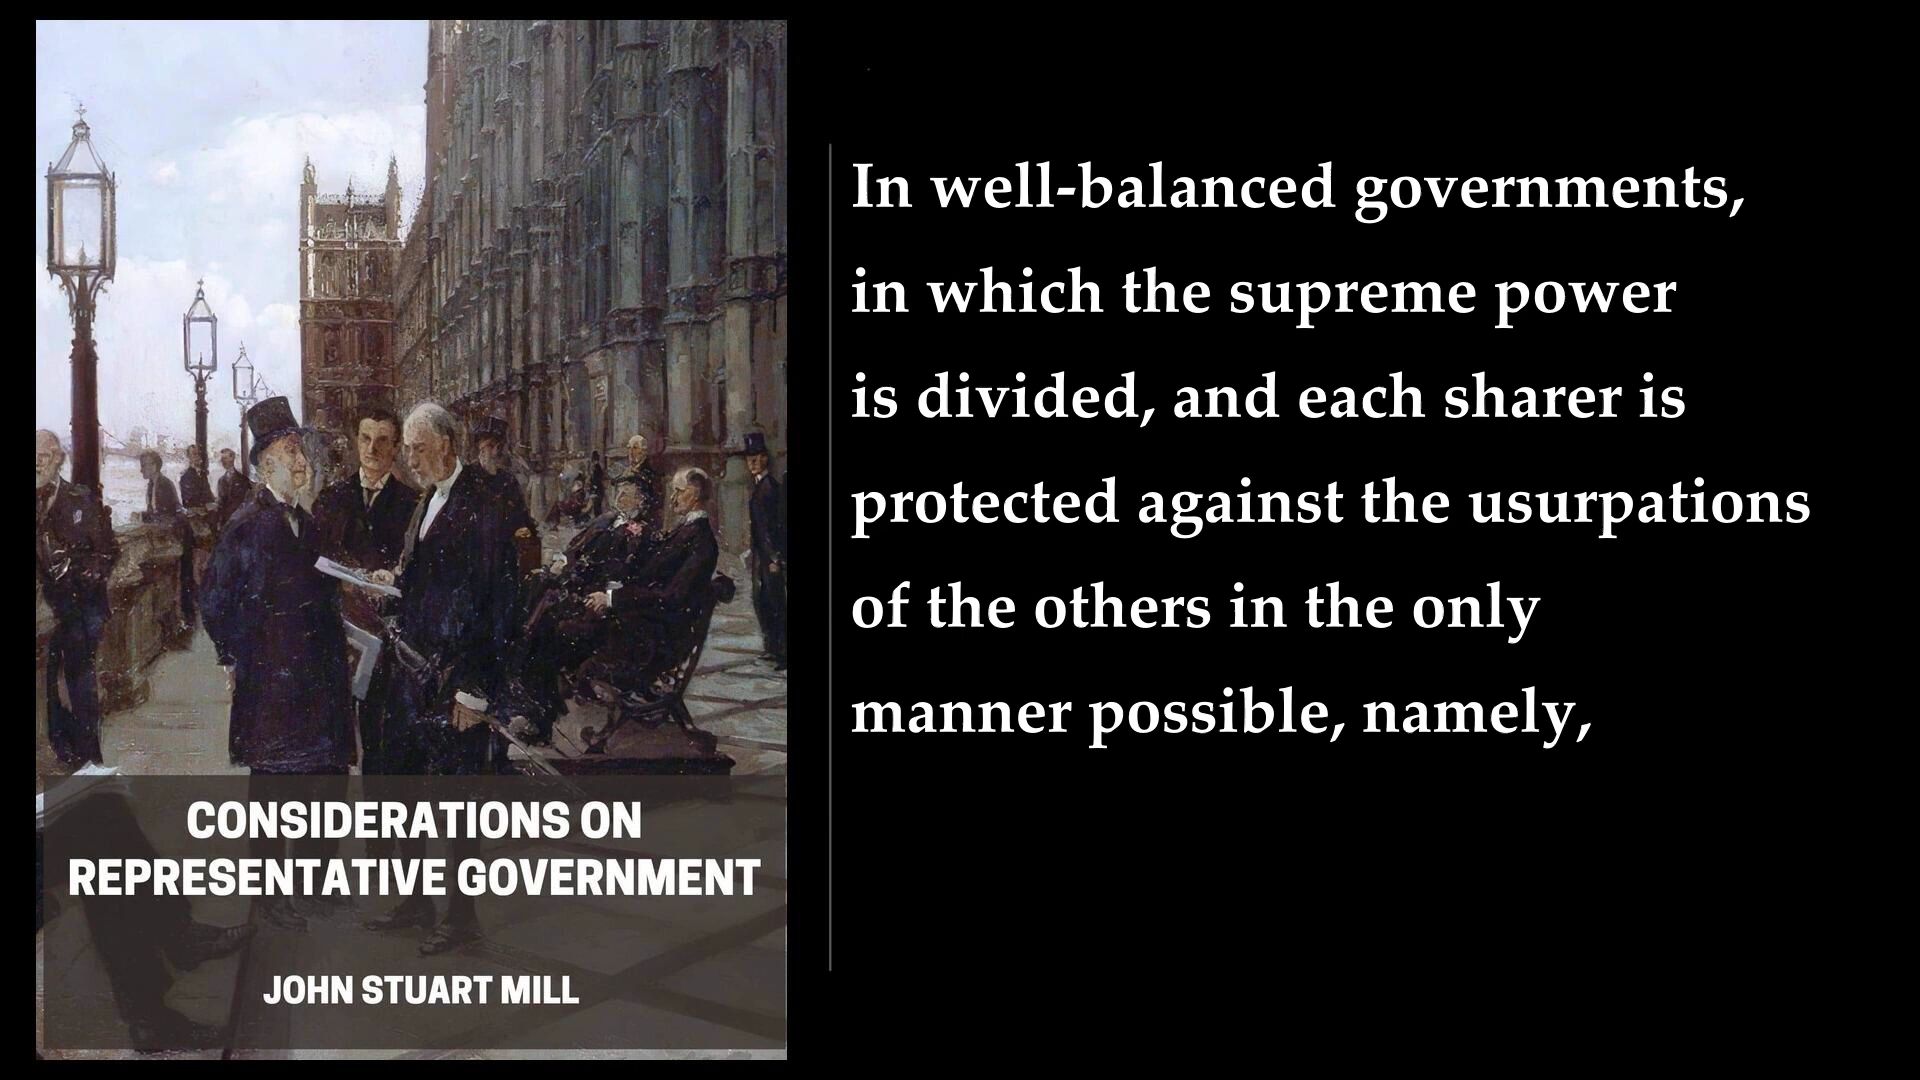 CONSIDERATIONS ON
REPRESENTATIVE GOVERNMENT
JOHN STUART MILL
In well-balanced governments,
in which the supreme power
is divided, and each sharer is
protected against the usurpations
of the others in the only
manner possible, namely,